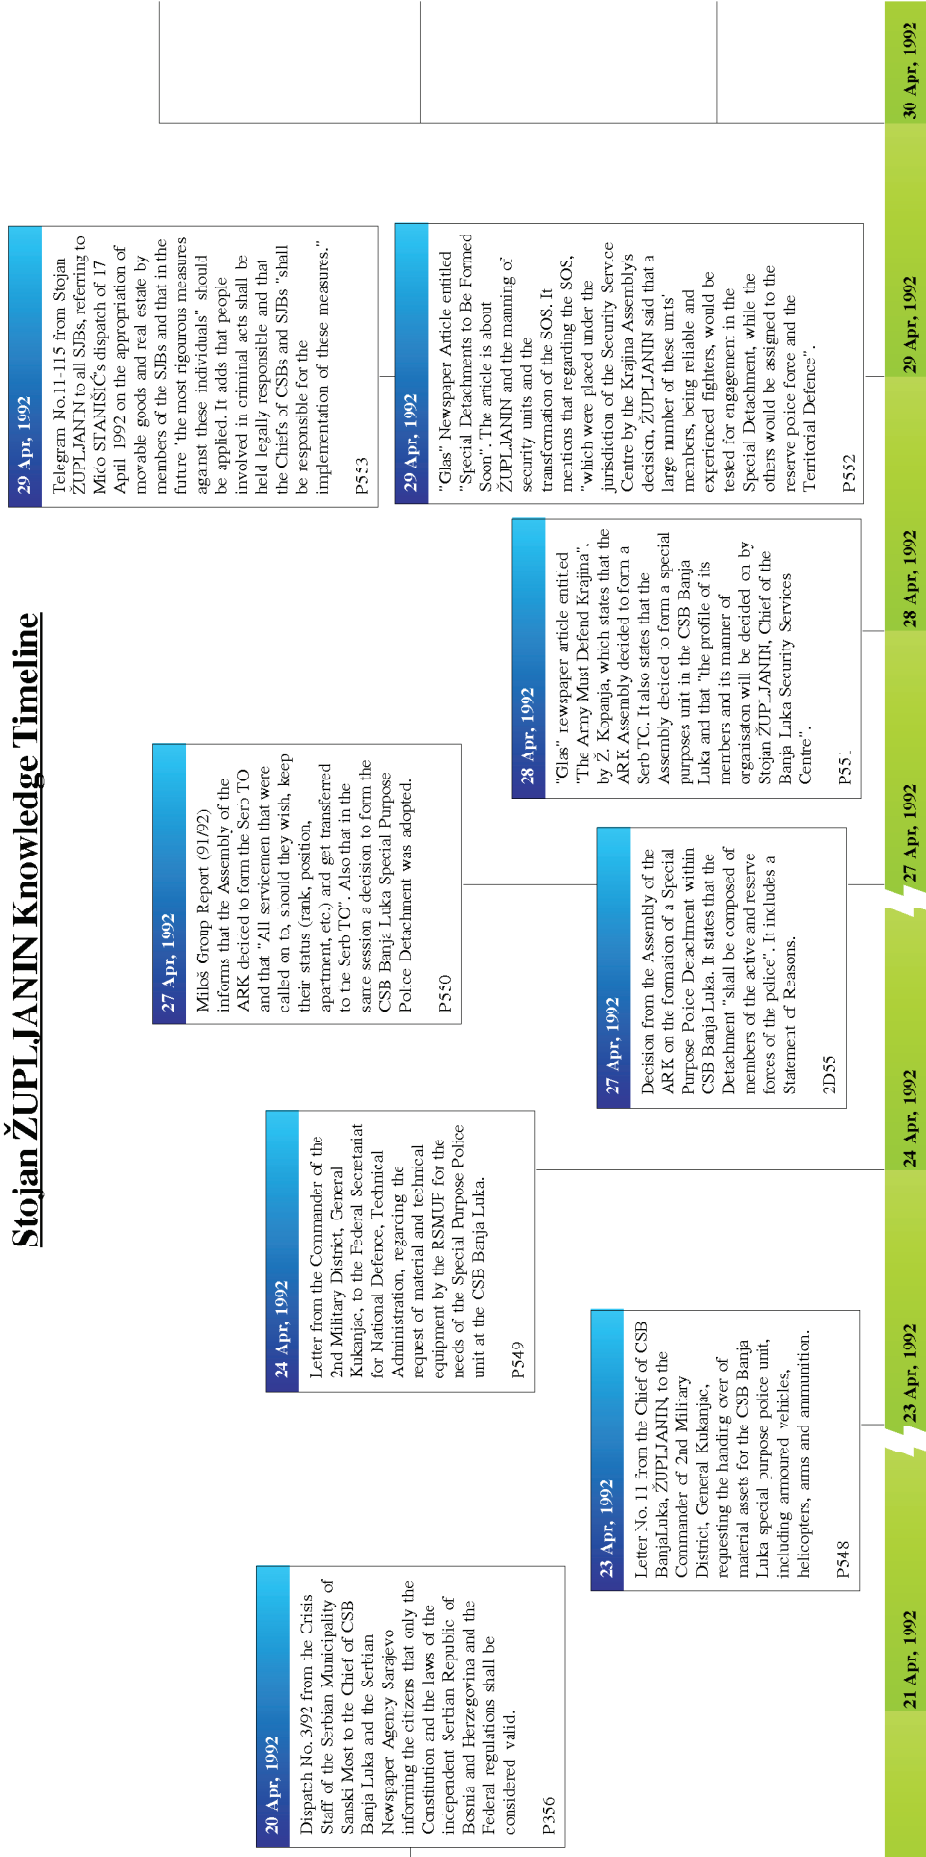 Stojan ŽUPLJANIN Knowledge Timeline
20 Apr, 1992
Dispatch No. 3/92 from the Crisis
Staff of the Serbian Municipality of
Sanski Most to the Chief of CSB
Banja Luka and the Serbian
Newspaper Agency Sarajevo
informing the citizens that only the
Constitution and the laws of the
independent Serbian Republic of
Bosnia and Herzegovina and the
Federal regulations shall be
considered valid.
P356
23 Apr, 1992
Letter No. 11 from the Chief of CSB
BanjaLuka, ŽUPLJANIN, to the
Commander of 2nd Military
District, General Kukanjac,
requesting the handing over of
material assets for the CSB Banja
Luka special purpose police unit,
including armoured vehicles,
helicopters, arms and ammunition.
P548
24 Apr, 1992
Letter from the Commander of the
2nd Military District, General
Kukanjac, to the Federal Secretariat
for National Defence, Technical
Administration, regarding the
request of material and technical
equipment by the RSMUP for the
needs of the Special Purpose Police
unit at the CSB Banja Luka.
P549
27 Apr, 1992
Miloš Group Report (91/92)
informs that the Assembly of the
ARK decided to form the Serb TO
and that "All servicemen that were
called on to, should they wish, keep
their status (rank, position,
apartment, etc.) and get transferred
to the Serb TO". Also that in the
same session a decision to form the
CSB Banja Luka Special Purpose
Police Detachment was adopted.
P550
27 Apr, 1992
Decision from the Assembly of the
ARK on the formation of a Special
Purpose Police Detachment within
CSB Banja Luka. It states that the
Detachment "shall be composed of
members of the active and reserve
forces of the police". It includes a
Statement of Reasons.
2D55
28 Apr, 1992
"Glas" newspaper article entitled
"The Army Must Defend Krajina".
by Ž. Kopanja, which states that the
ARK Assembly decided to form a
Serb TO. It also states that the
Assembly decided to form a special
purposes unit in the CSB Banja
Luka and that "the profile of its
members and its manner of
organisaton will be decided on by
Stojan ŽUPLJANIN, Chief of the
Banja Luka Security Services
Centre".
P551
29 Apr, 1992
Telegram No.11-115 from Stojan
ŽUPLJANIN to all SJBs, referring to
Mićo STANIŠIĆ's dispatch of 17
April 1992 on the appropriation of
movable goods and real estate by
members of the SJBs and that in the
future "the most rigourous measures
against these individuals" should
be applied. It adds that people
involved in criminal acts shall be
held legally responsible and that
the Chiefs of CSBs and SJBs "shall
be responsible for the
implementation of these measures."
P553
29 Apr, 1992
"Glas" Newspaper Article entitled
"Special Detachments to Be Formed
Soon". The article is about
ŽUPLJANIN and the manning of
security units and the
transformation of the SOS. It
mentions that regarding the SOS,
"which were placed under the
jurisdiction of the Security Service
Centre by the Krajina Assembly's
decision, ŽUPLJANIN said that a
large number of these units'
members, being reliable and
experienced fighters, would be
tested for engagement in the
Special Detachment, while the
others would be assigned to the
reserve police force and the
Territorial Defence".
P552
21 Apr, 1992
23 Apr, 1992
24 Apr, 1992
27 Apr, 1992
28 Apr, 1992
29 Apr, 1992
30 Apr, 1992